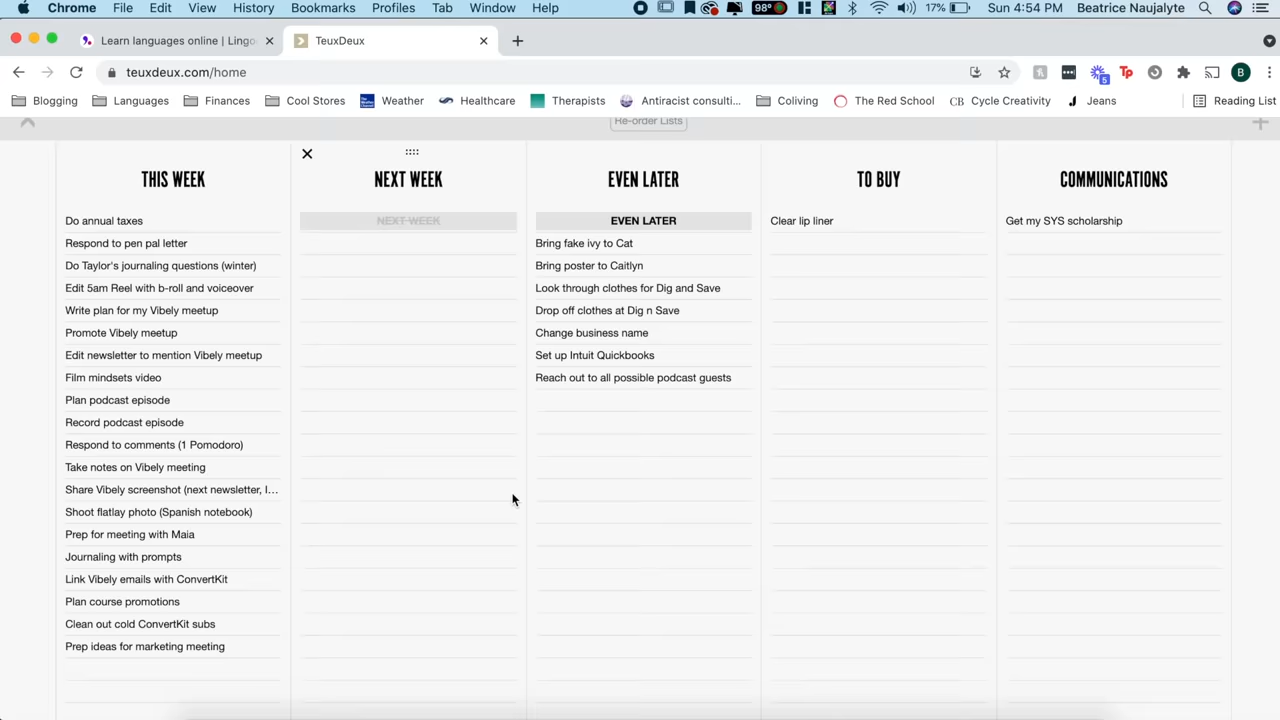 Chrome File Edit View History Bookmarks Profiles Tab Window Help 98° 17% Sun 4:54 PM Beatrice Naujalyte
Learn languages online | Lingo
TeuxDeux
teuxdeux.com/home
5
Tp
B
Blogging Languages Finances Cool Stores Weather Healthcare Therapists Antiracist consulti... Coliving The Red School CB Cycle Creativity J Jeans Reading List
Re-order Lists
THIS WEEK
Do annual taxes
Respond to pen pal letter
Do Taylor's journaling questions (winter)
Edit 5am Reel with b-roll and voiceover
Write plan for my Vibely meetup
Promote Vibely meetup
Edit newsletter to mention Vibely meetup
Film mindsets video
Plan podcast episode
Record podcast episode
Respond to comments (1 Pomodoro)
Take notes on Vibely meeting
Share Vibely screenshot (next newsletter, I...
Shoot flatlay photo (Spanish notebook)
Prep for meeting with Maia
Journaling with prompts
Link Vibely emails with ConvertKit
Plan course promotions
Clean out cold ConvertKit subs
Prep ideas for marketing meeting
NEXT WEEK
NEXT WEEK
EVEN LATER
EVEN LATER
Bring fake ivy to Cat
Bring poster to Caitlyn
Look through clothes for Dig and Save
Drop off clothes at Dig n Save
Change business name
Set up Intuit Quickbooks
Reach out to all possible podcast guests
TO BUY
Clear lip liner
COMMUNICATIONS
Get my SYS scholarship